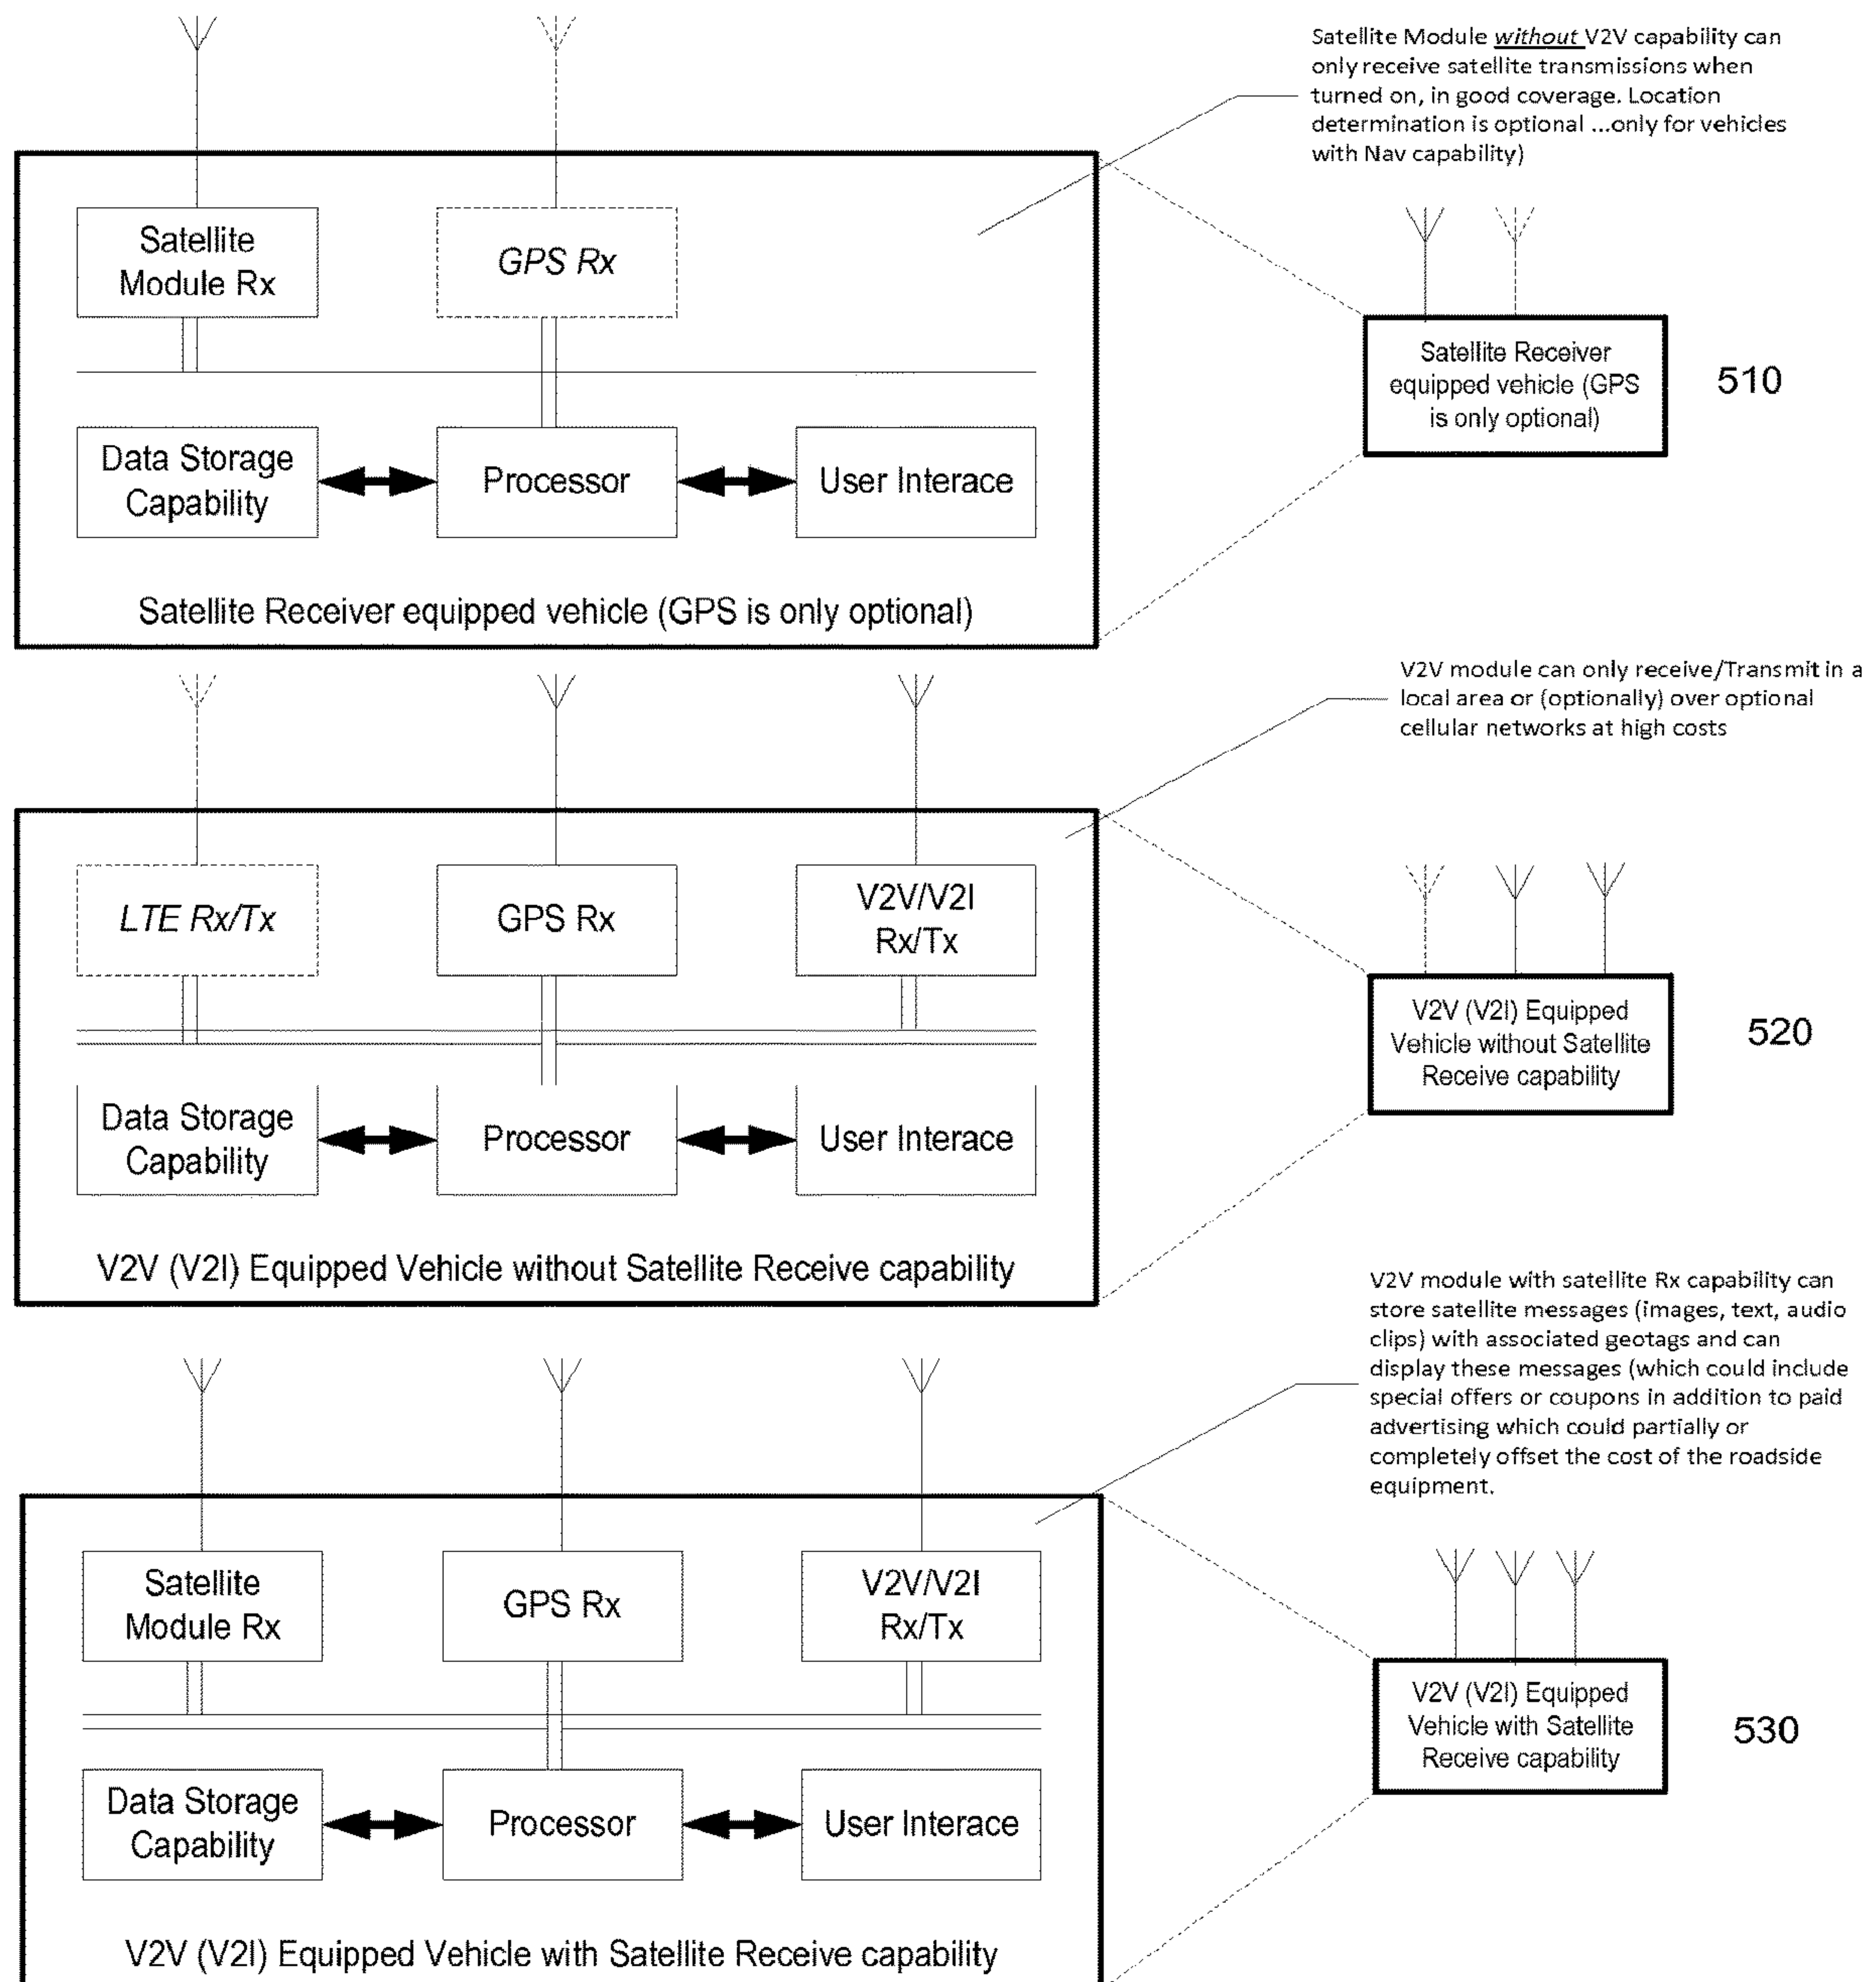 Satellite Module without V2V capability can
only receive satellite transmissions when
turned on, in good coverage. Location
determination is optional ...only for vehicles
with Nav capability)
Satellite
Module Rx
GPS Rx
Data Storage
Capability
Processor
User Interace
Satellite Receiver equipped vehicle (GPS is only optional)
Satellite Receiver
equipped vehicle (GPS
is only optional)
510
V2V module can only receive/Transmit in a
local area or (optionally) over optional
cellular networks at high costs
LTE Rx/Tx
GPS Rx
V2V/V2I
Rx/Tx
Data Storage
Capability
Processor
User Interace
V2V (V2I) Equipped Vehicle without Satellite Receive capability
V2V (V2I) Equipped
Vehicle without Satellite
Receive capability
520
V2V module with satellite Rx capability can
store satellite messages (images, text, audio
clips) with associated geotags and can
display these messages (which could include
special offers or coupons in addition to paid
advertising which could partially or
completely offset the cost of the roadside
equipment.
Satellite
Module Rx
GPS Rx
V2V/V2I
Rx/Tx
Data Storage
Capability
Processor
User Interace
V2V (V2I) Equipped Vehicle with Satellite Receive capability
V2V (V2I) Equipped
Vehicle with Satellite
Receive capability
530